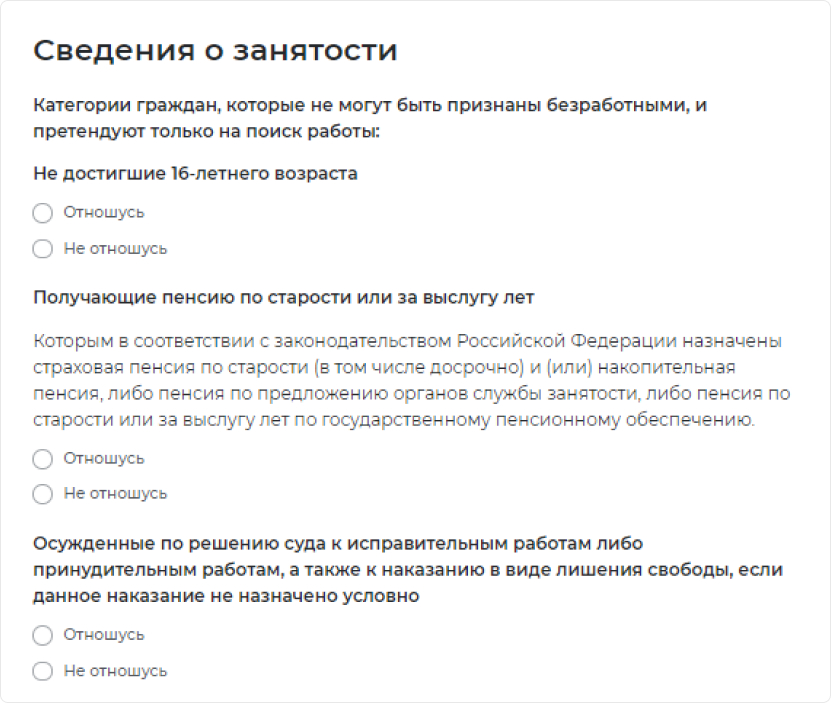 Сведения о занятости
Категории граждан, которые не могут быть признаны безработными, и
претендуют только на поиск работы:
Не достигшие 16-летнего возраста
Отношусь
Не отношусь
Получающие пенсию по старости или за выслугу лет
Которым в соответствии с законодательством Российской Федерации назначены
страховая пенсия по старости (в том числе досрочно) и (или) накопительная
пенсия, либо пенсия по предложению органов службы занятости, либо пенсия по
старости или за выслугу лет по государственному пенсионному обеспечению.
Отношусь
Не отношусь
Осужденные по решению суда к исправительным работам либо
принудительным работам, а также к наказанию в виде лишения свободы, если
данное наказание не назначено условно
Отношусь
Не отношусь